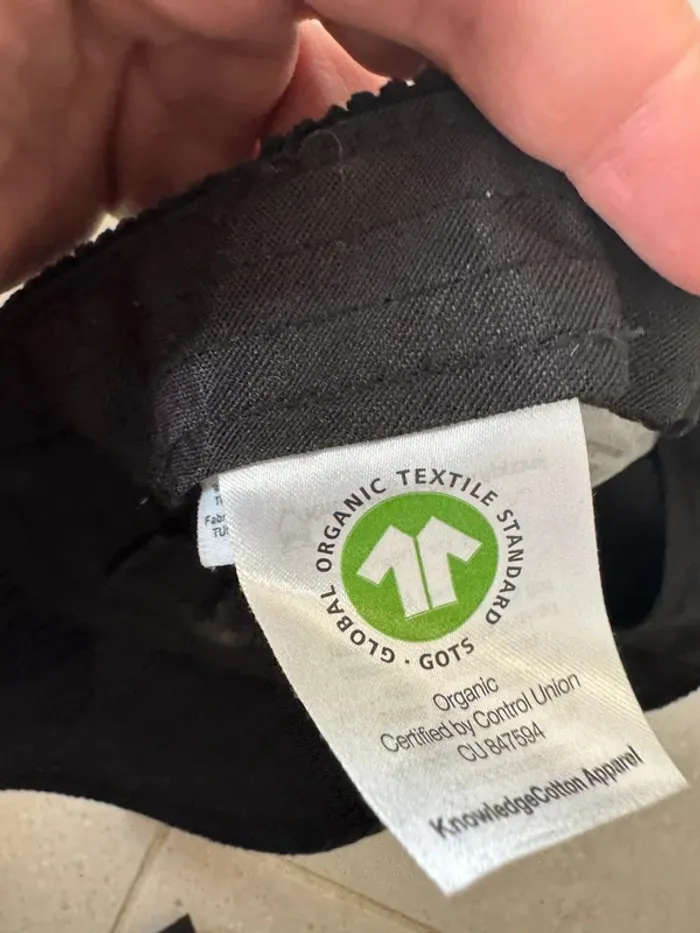 GLOBAL ORGANIC TEXTILE STANDARD · GOTS
Organic
Certified by Control Union
CU 847594
KnowledgeCotton Apparel